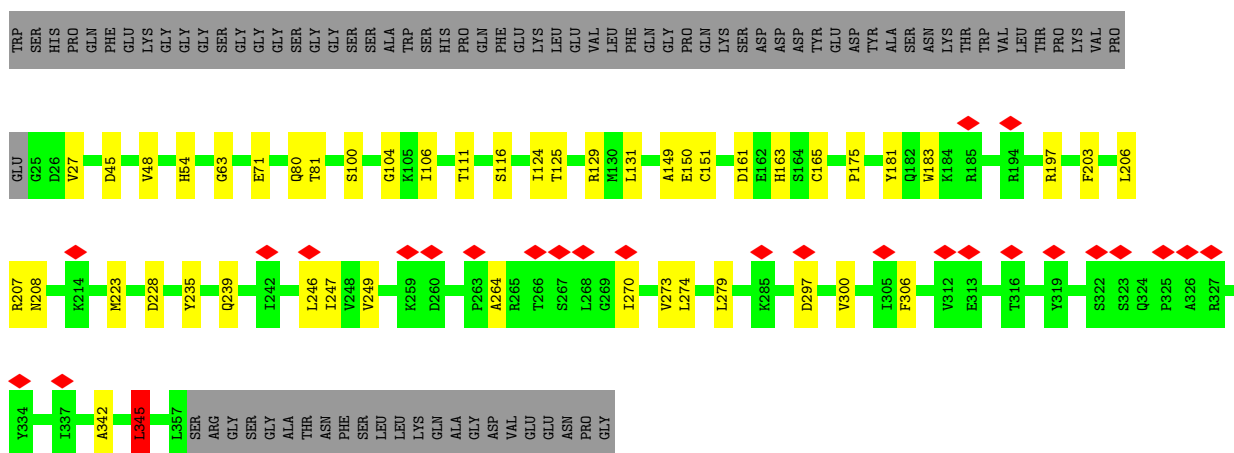 TRP SER HIS PRO GLN PHE GLU LYS GLY GLY GLY SER GLY GLY GLY SER GLY GLY SER SER ALA TRP SER HIS PRO GLN PHE GLU LYS LEU GLU VAL LEU PHE GLN GLY PRO GLN LYS SER ASP ASP ASP TYR GLU ASP TYR ALA SER ASN LYS THR TRP VAL LEU THR PRO LYS VAL PRO
GLU G25 D26 V27 D45 V48 H54 G63 E71 Q80 T81 S100 G104 K105 I106 T111 S116 I124 T125 R129 M130 L131 A149 E150 C151 D161 E162 H163 S164 C165 P175 Y181 Q182 W183 K184 R185 R194 R197 F203 L206
R207 N208 K214 M223 D228 Y235 Q239 I242 L246 I247 V248 V249 K259 D260 P263 A264 R265 T266 S267 L268 G269 I270 V273 L274 L279 K285 D297 V300 I305 F306 V312 E313 T316 Y319 S322 S323 Q324 P325 A326 R327
Y334 I337 A342 L345 L357 SER ARG GLY SER GLY ALA THR ASN PHE SER LEU LEU LYS GLN ALA GLY ASP VAL GLU GLU ASN PRO GLY